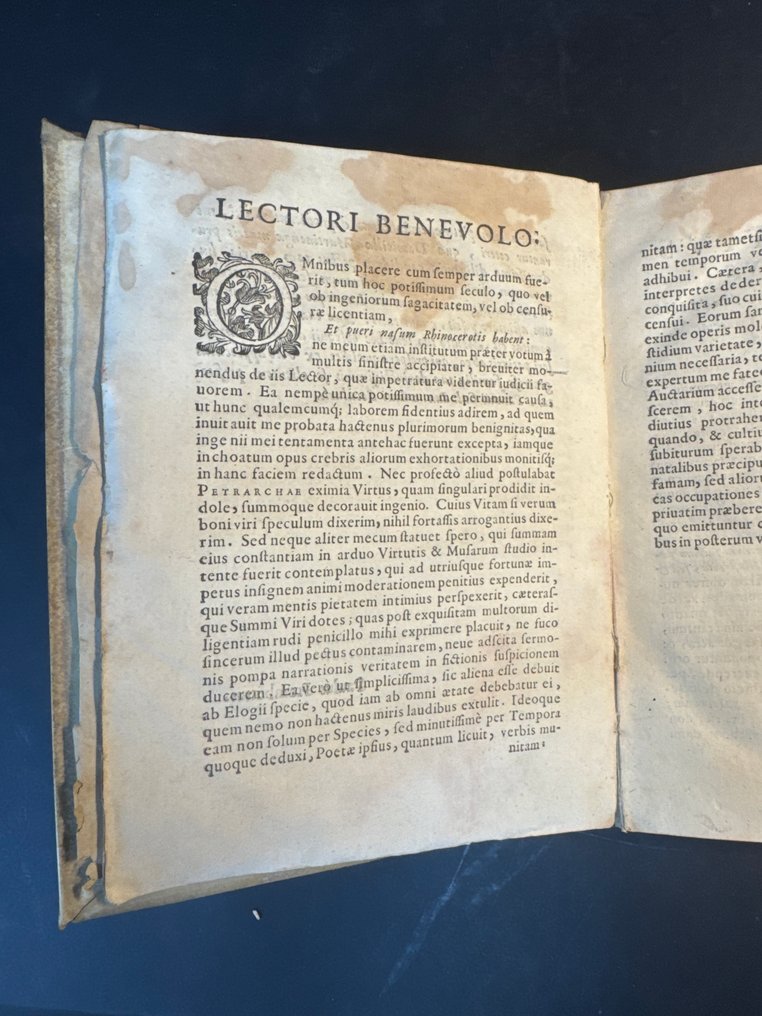 LECTORI BENEVOLO:
OMnibus placere cum semper arduum fue-
rit, tum hoc potissimum seculo, quo vel
ob ingeniorum sagacitatem, vel ob censu-
ræ licentiam,
Et pueri nasum Rhinocerotis habent:
ne meum etiam institutum præter votum à
multis sinistre accipiatur, breviter mo-
nendus de iis Lector, quæ impetratura videntur iudicii fa-
uorem. Ea nempè unica potissimum me permouit causa,
ut hunc qualemcumq; laborem fidentius adirem, ad quem
inuitauit me probata hactenus plurimorum benignitas, qua
inge nii mei tentamenta antehac fuerunt excepta, iamque
inchoatum opus crebris aliorum exhortationibus monitisq;
in hanc faciem redactum. Nec profectò aliud postulabat
PETRARCHAE eximia Virtus, quam singulari prodidit in-
dole, summoque decorauit ingenio. Cuius Vitam si verum
boni viri speculum dixerim, nihil fortassis arrogantius dixe-
rim. Sed neque aliter mecum statuet spero, qui summam
eius constantiam in arduo Virtutis & Musarum studio in-
tente fuerit contemplatus, qui ad utriusque fortunæ im-
petus insignem animi moderationem penitius expenderit,
qui veram mentis pietatem intimius perspexerit, cæteras-
que Summi Viri dotes; quas post exquisitam multorum di-
ligentiam rudi penicillo mihi exprimere placuit, ne fuco
sincerum illud pectus contaminarem, neue adscita sermo-
nis pompa narrationis veritatem in fictionis suspicionem
ducerem. Ea verò ut simplicissima, sic aliena esse debuit
ab Elogii specie, quod iam ab omni ætate debebatur ei,
quem nemo non hactenus miris laudibus extulit. Ideoque
eam non solum per Species, sed minutissimè per Tempora
quoque deduxi, Poetæ ipsius, quantum licuit, verbis mu-
nitam:
nitam: quæ tametsi
men temporum
adhibui. Cætera
interpretes deder
conquisita, suo cui
censui. Eorum
exinde operis mol
stidium varietate,
nium necessaria,
expertum me fate
Auctarium accesse
scerem, hoc int
diutius protraher
quando, & cultiu
subiturum sperab
natalibus præcipu
famam, sed alior
eas occupationes
priuatim præbere
quo emittuntur
bus in posterum